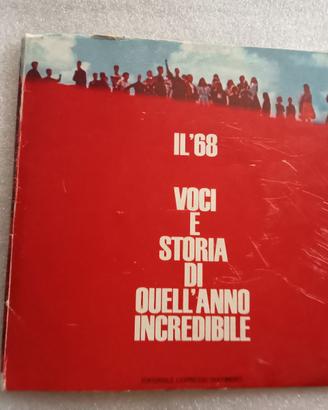 IL '68
VOCI
E
STORIA
DI
QUELL'ANNO
INCREDIBILE